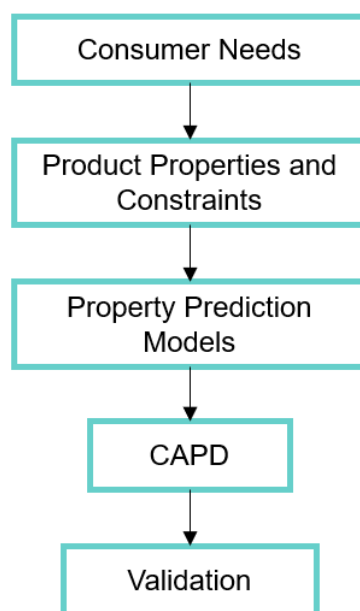 Consumer Needs
Product Properties and
Constraints
Property Prediction
Models
CAPD
Validation